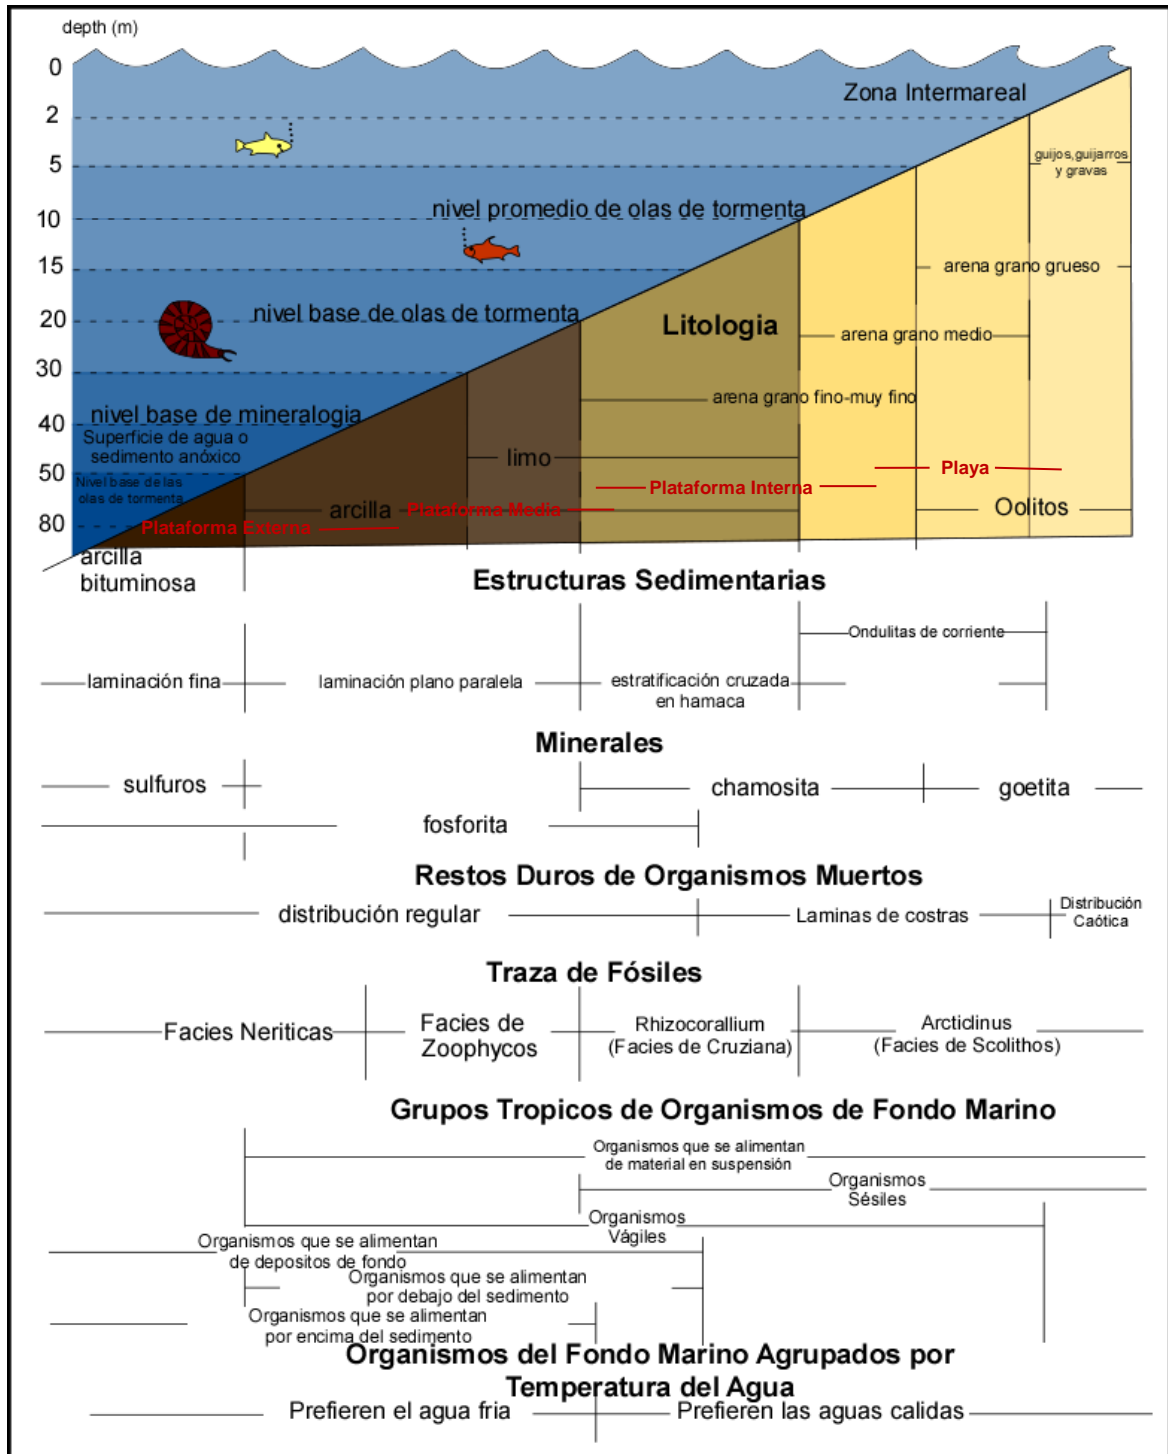 depth (m)
0
Zona Intermareal
2
guijos,guijarros
y gravas
5
nivel promedio de olas de tormenta
10
arena grano grueso
15
nivel base de olas de tormenta
20
Litologia
arena grano medio
30
arena grano fino-muy fino
nivel base de mineralogia
40
Superficie de agua o
sedimento anóxico
limo
50
Playa
Nivel base de las
olas de tormenta
Plataforma Interna
arcilla
Plataforma Media
Oolitos
80
Plataforma Externa
arcilla
bituminosa
Estructuras Sedimentarias
Ondulitas de corriente
laminación fina
laminación plano paralela
estratificación cruzada
en hamaca
Minerales
sulfuros
chamosita
goetita
fosforita
Restos Duros de Organismos Muertos
distribución regular
Laminas de costras
Distribución
Caótica
Traza de Fósiles
Facies Neriticas
Facies de
Zoophycos
Rhizocorallium
(Facies de Cruziana)
Arcticlinus
(Facies de Scolithos)
Grupos Tropicos de Organismos de Fondo Marino
Organismos que se alimentan
de material en suspensión
Organismos
Sésiles
Organismos
Vágiles
Organismos que se alimentan
de depositos de fondo
Organismos que se alimentan
por debajo del sedimento
Organismos que se alimentan
por encima del sedimento
Organismos del Fondo Marino Agrupados por
Temperatura del Agua
Prefieren el agua fria
Prefieren las aguas calidas